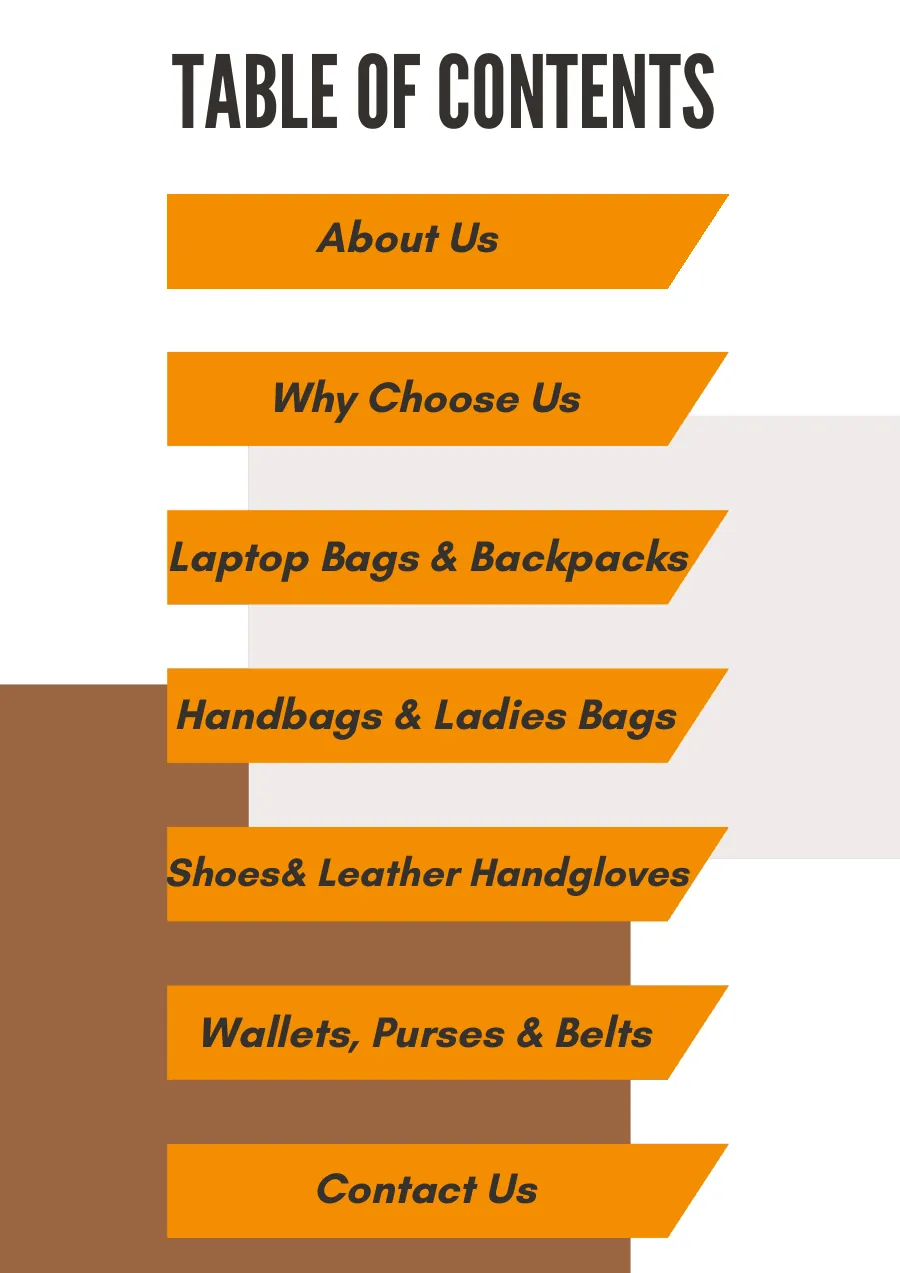 TABLE OF CONTENTS
About Us
Why Choose Us
Laptop Bags & Backpacks
Handbags & Ladies Bags
Shoes& Leather Handgloves
Wallets, Purses & Belts
Contact Us